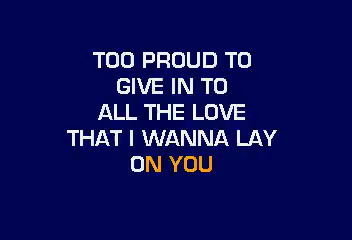 TOO PROUD TO
GIVE IN TO
ALL THE LOVE
THAT I WANNA LAY
ON YOU